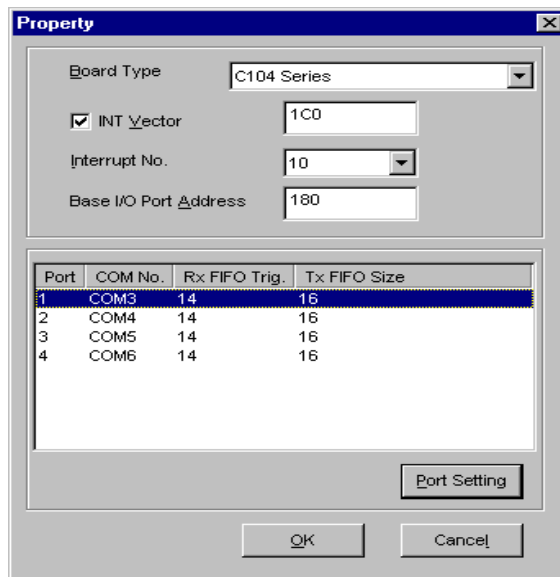 Property
Board Type C104 Series
INT Vector 1C0
Interrupt No. 10
Base I/O Port Address 180
Port COM No. Rx FIFO Trig. Tx FIFO Size
1 COM3 14 16
2 COM4 14 16
3 COM5 14 16
4 COM6 14 16
Port Setting
OK Cancel